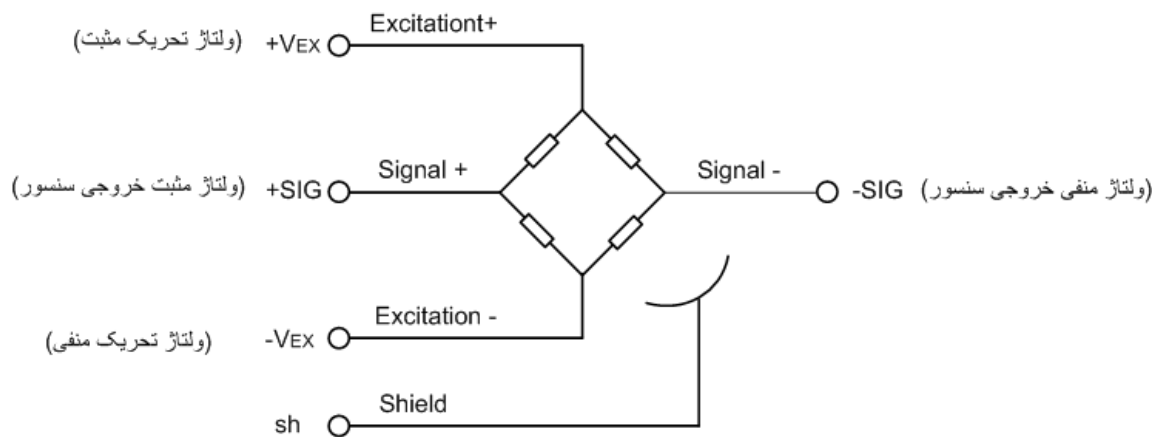 Excitationt+
(ولتاژ تحریک مثبت) +VEX
Signal +
Signal -
(ولتاژ مثبت خروجی سنسور) +SIG
-SIG (ولتاژ منفی خروجی سنسور)
Excitation -
(ولتاژ تحریک منفی) -VEX
Shield
sh